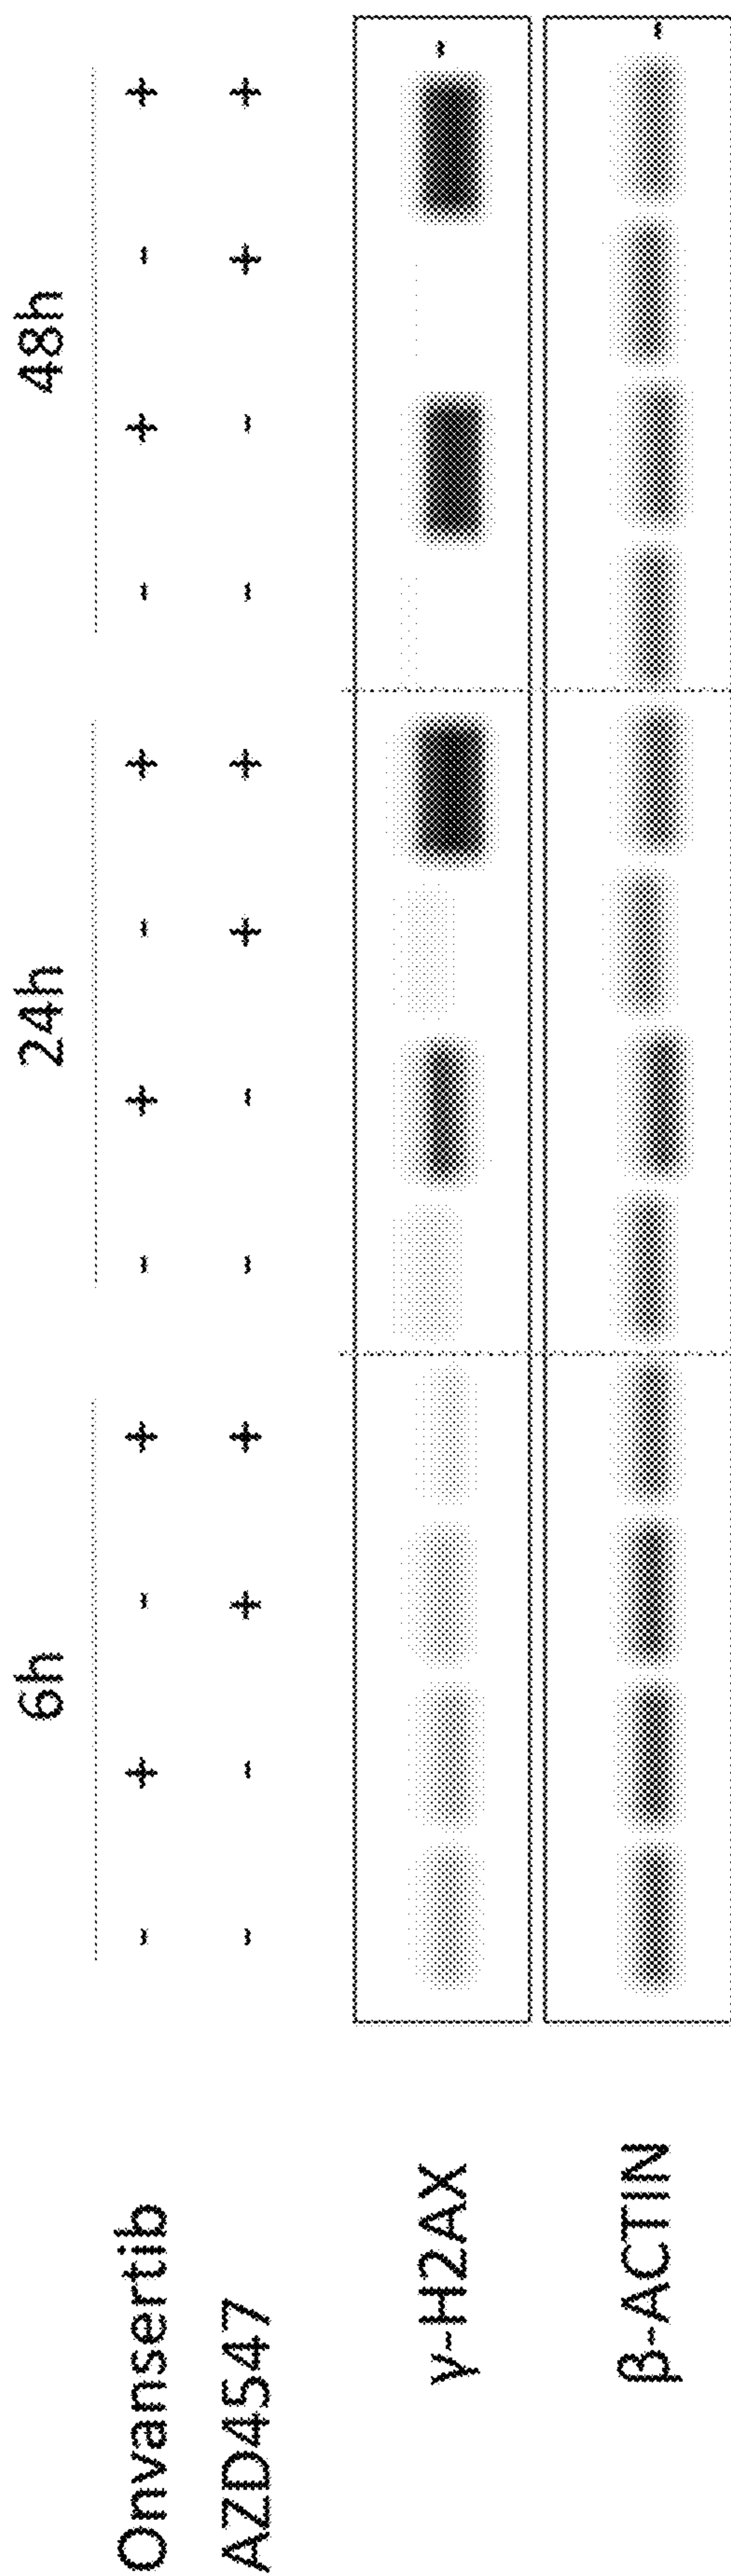 6h 24h 48h
Onvansertib - + - + - + - + - + - +
AZD4547 - - + + - - + + - - + +
γ-H2AX -
β-ACTIN -